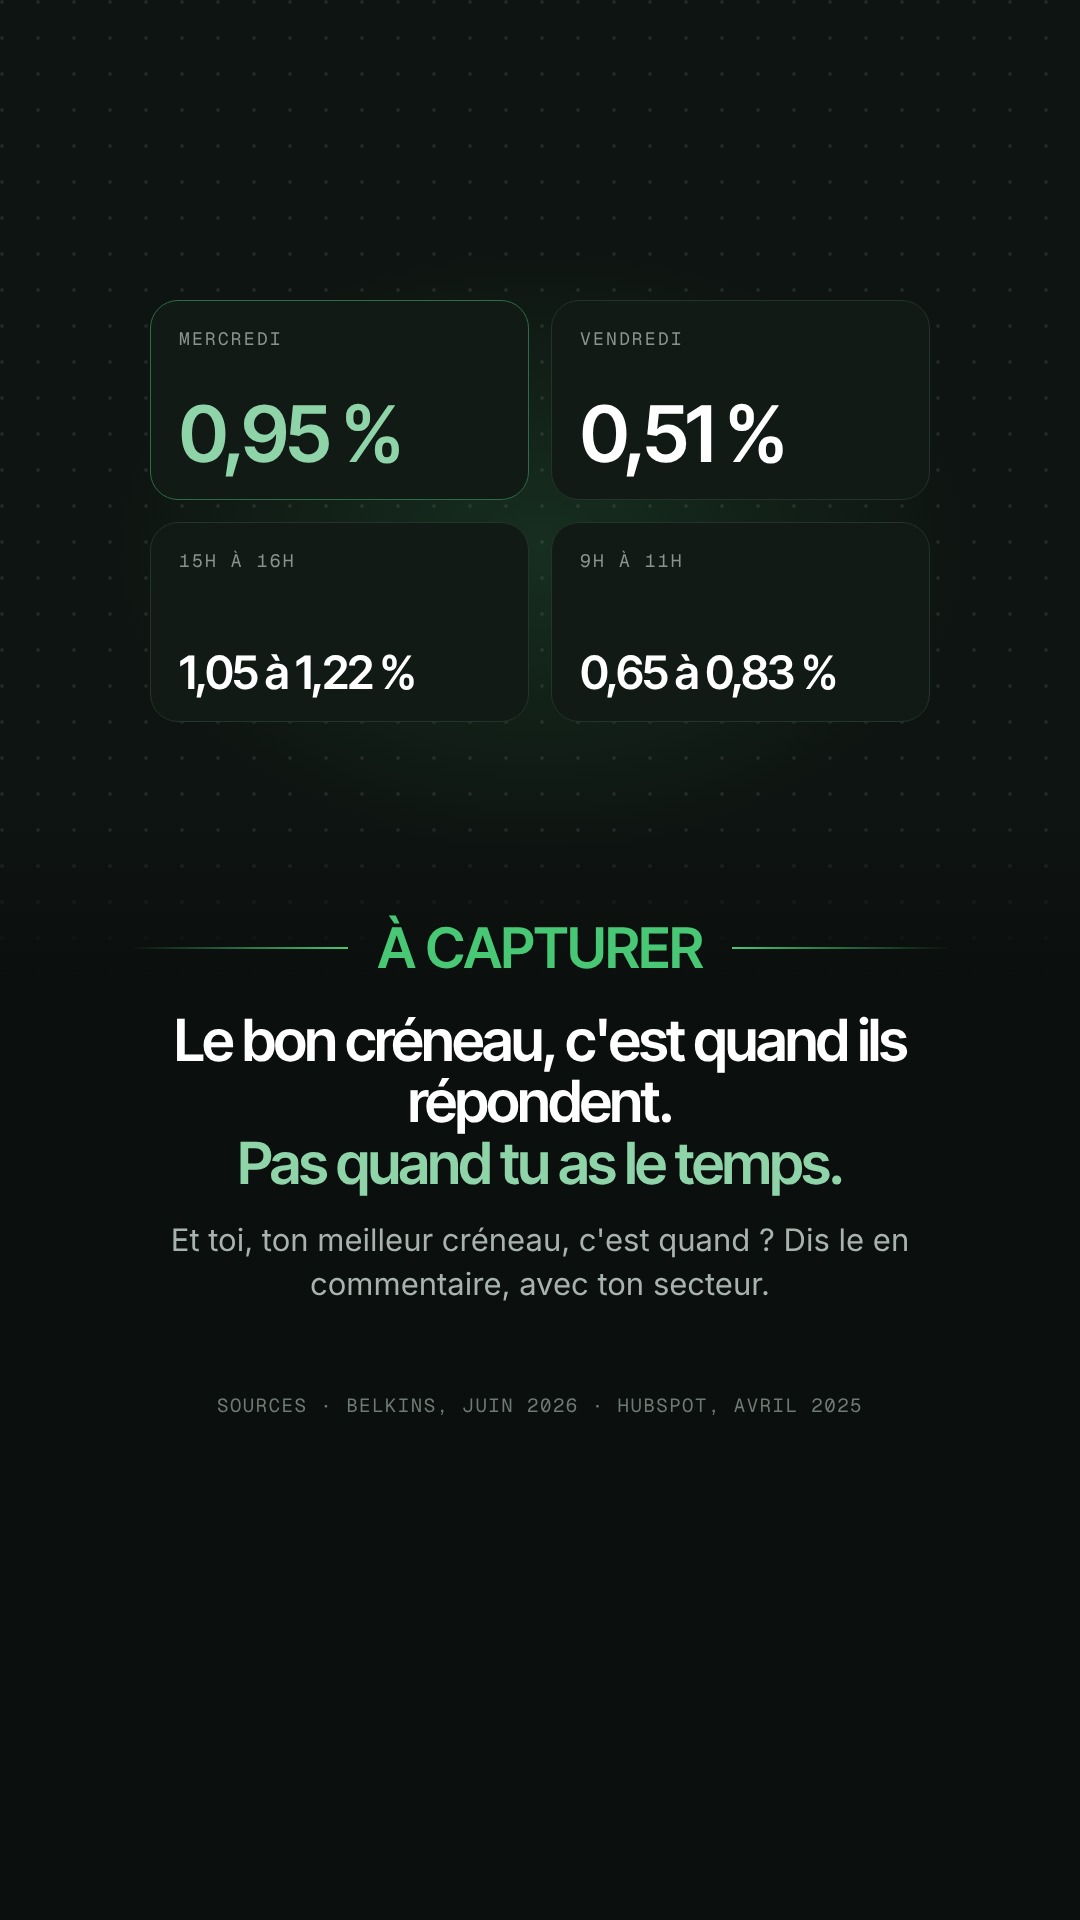 MERCREDI
0,95 %
VENDREDI
0,51 %
15H À 16H
1,05 à 1,22 %
9H À 11H
0,65 à 0,83 %
À CAPTURER
Le bon créneau, c'est quand ils
répondent.
Pas quand tu as le temps.
Et toi, ton meilleur créneau, c'est quand ? Dis le en
commentaire, avec ton secteur.
SOURCES · BELKINS, JUIN 2026 · HUBSPOT, AVRIL 2025